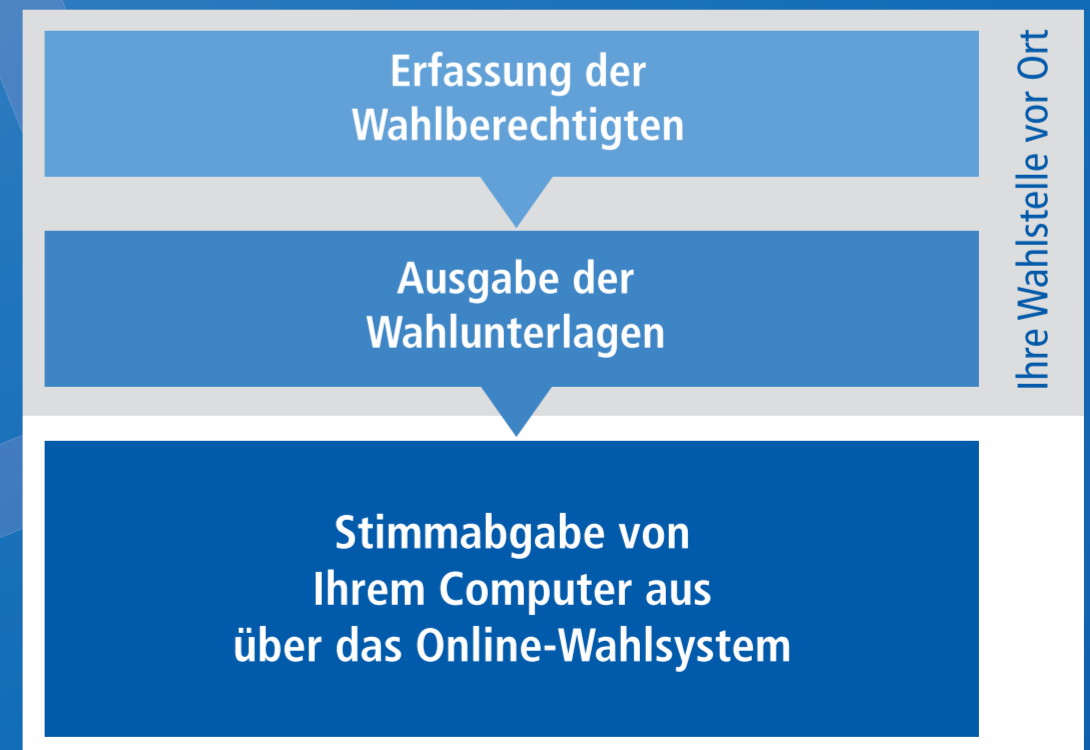 Erfassung der
Wahlberechtigten
Ihre Wahlstelle vor Ort
Ausgabe der
Wahlunterlagen
Stimmabgabe von
Ihrem Computer aus
über das Online-Wahlsystem